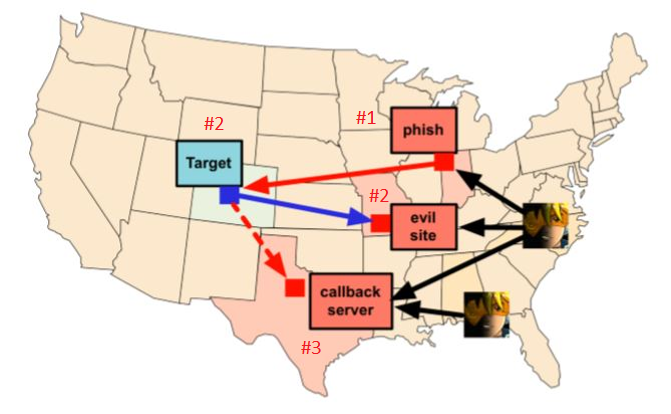 #1
phish
#2
Target
#2
evil
site
callback
server
#3